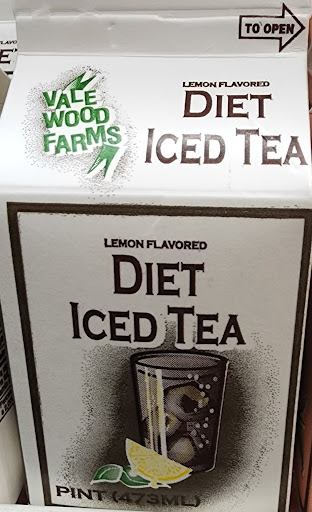 TO OPEN
VALE
WOOD
FARMS
LEMON FLAVORED
DIET
ICED TEA
LEMON FLAVORED
DIET
ICED TEA
PINT (473ML)